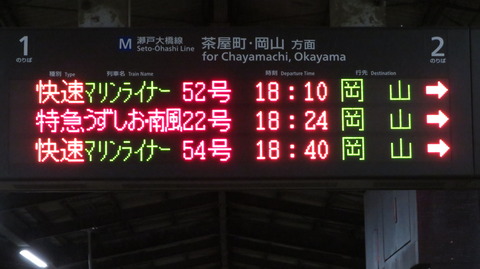 1 のりば
M 瀬戸大橋線 Seto-Ōhashi Line
茶屋町・岡山 方面
for Chayamachi, Okayama
2 のりば
種別 Type 列車名 Train Name 時刻 Departure Time 行先 Destination
快速 マリンライナー 52号 18:10 岡 山 →
特急 うずしお南風22号 18:24 岡 山 →
快速 マリンライナー 54号 18:40 岡 山 →